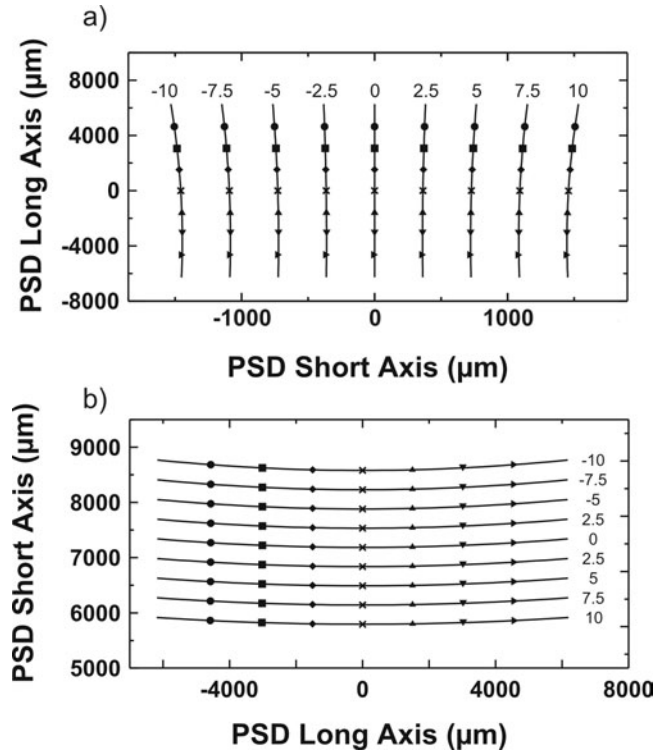 a)
PSD Long Axis (µm)
8000
4000
0
-4000
-8000
-10 -7.5 -5 -2.5 0 2.5 5 7.5 10
-1000 0 1000
PSD Short Axis (µm)
b)
PSD Short Axis (µm)
9000
8000
7000
6000
5000
-10
-7.5
-5
2.5
0
2.5
5
7.5
10
-4000 0 4000 8000
PSD Long Axis (µm)